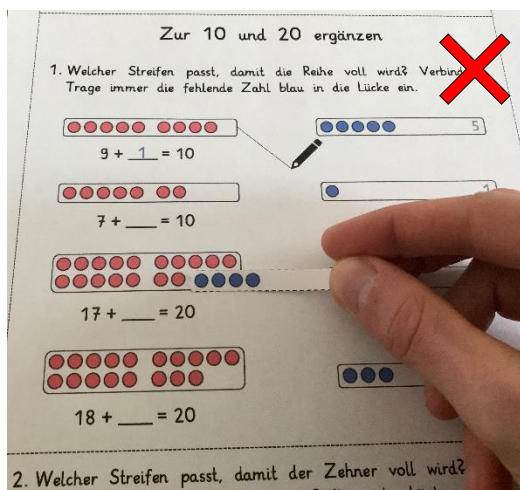 Zur 10 und 20 ergänzen
1. Welcher Streifen passt, damit die Reihe voll wird?
Trage immer die fehlende Zahl blau in die Lücke ein.
5
9 + 1 = 10
1
7 + ___ = 10
17 + ___ = 20
18 + ___ = 20
2. Welcher Streifen passt, damit der Zehner voll wird?